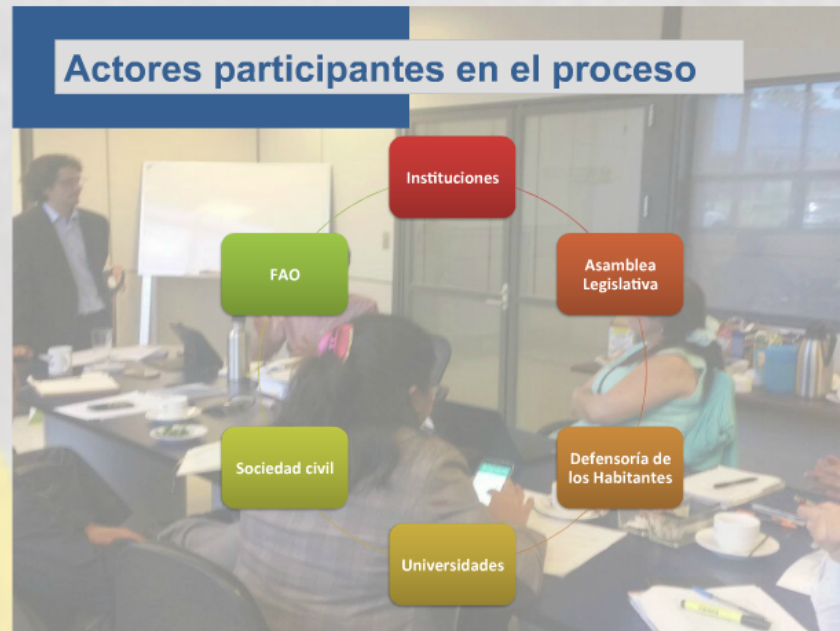 Actores participantes en el proceso
Instituciones
Asamblea
Legislativa
Defensoría de
los Habitantes
Universidades
Sociedad civil
FAO